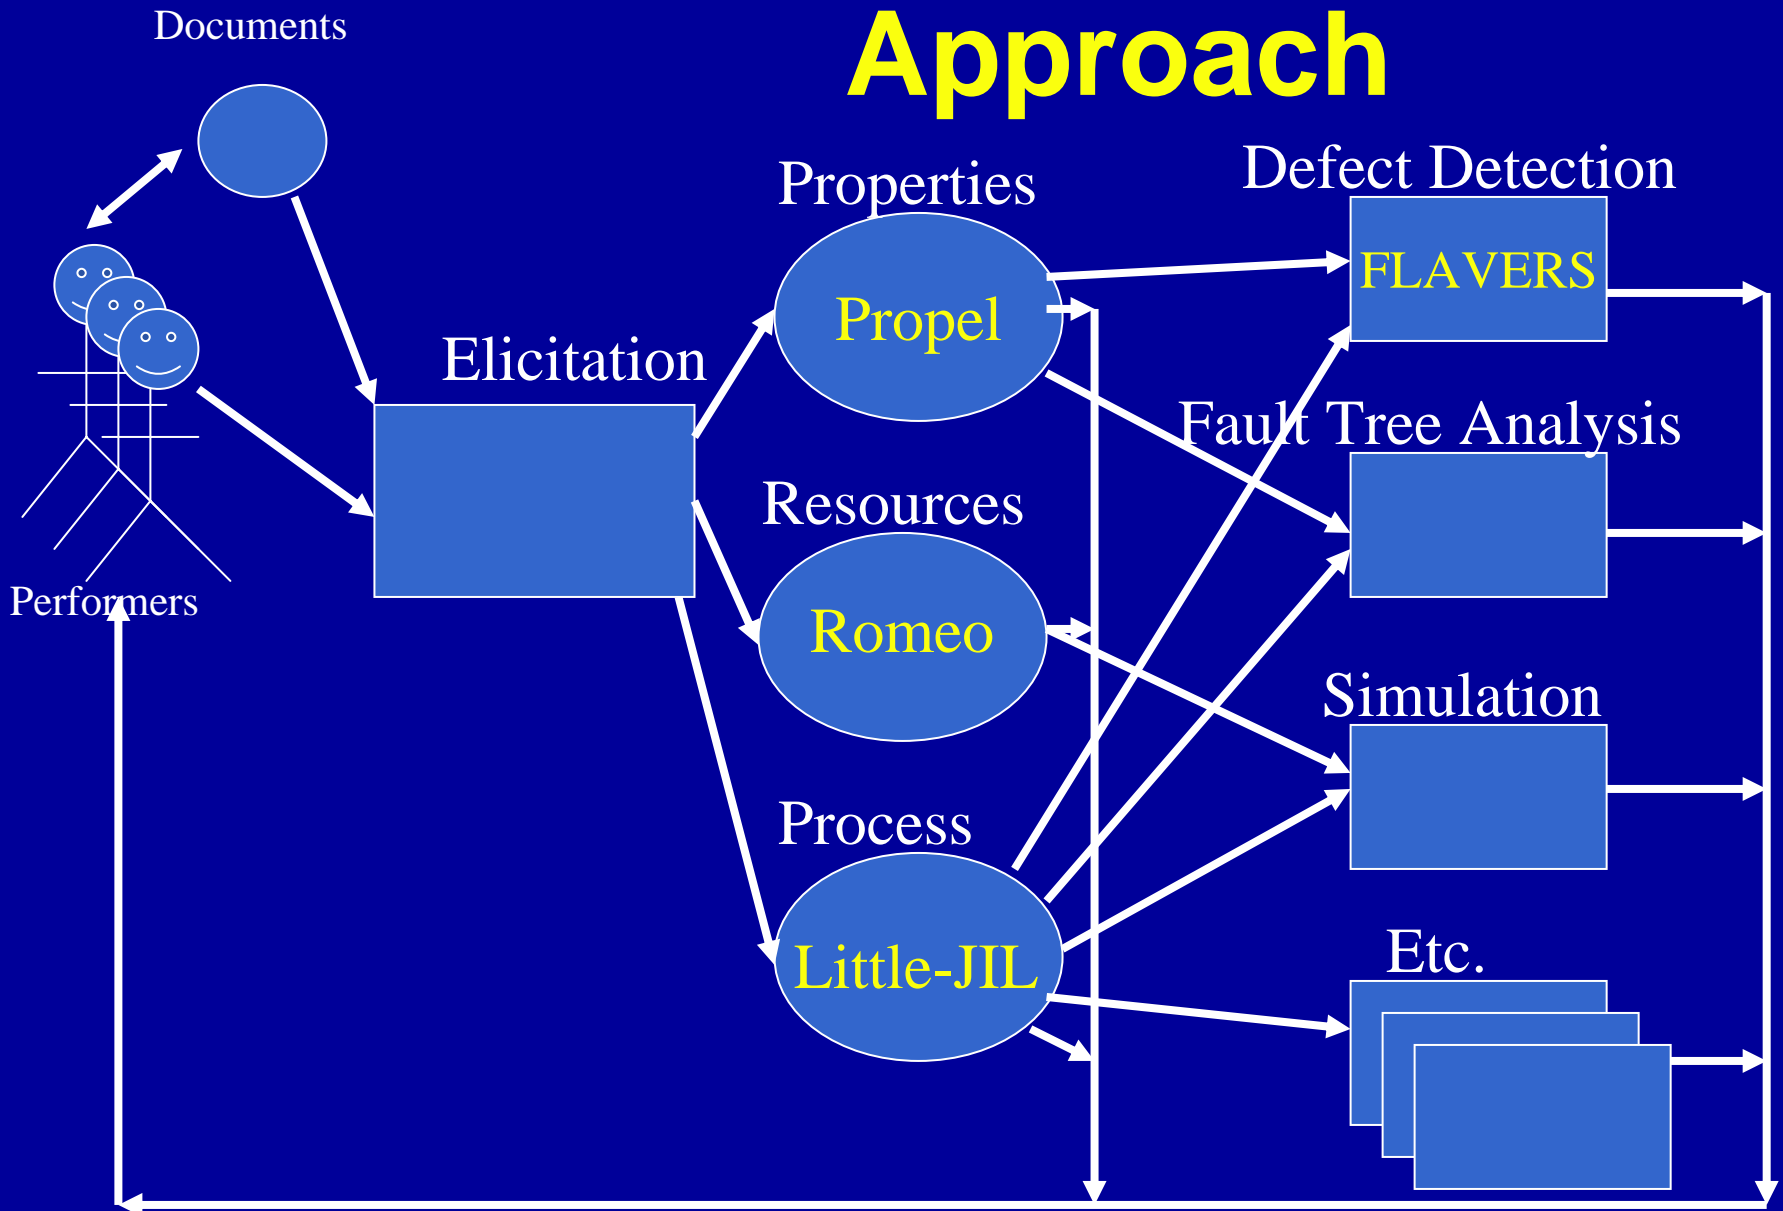 Approach
Documents
Performers
Elicitation
Properties
Propel
Resources
Romeo
Process
Little-JIL
Defect Detection
FLAVERS
Fault Tree Analysis
Simulation
Etc.